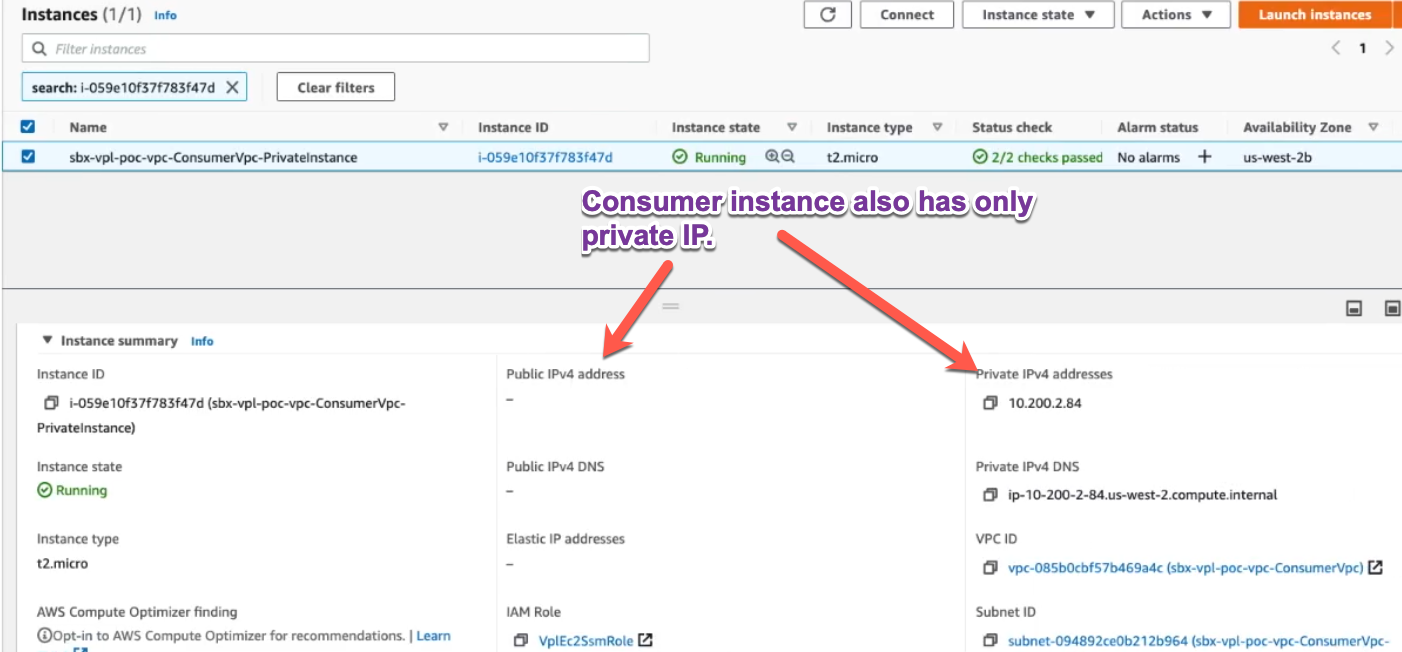 Instances (1/1) Info
Connect Instance state Actions Launch instances
Filter instances
1
search: i-059e10f37f783f47d
Clear filters
Name Instance ID Instance state Instance type Status check Alarm status Availability Zone
sbx-vpl-poc-vpc-ConsumerVpc-PrivateInstance i-059e10f37f783f47d Running t2.micro 2/2 checks passed No alarms + us-west-2b
Consumer instance also has only
private IP.
Instance summary Info
Instance ID Public IPv4 address Private IPv4 addresses
i-059e10f37f783f47d (sbx-vpl-poc-vpc-ConsumerVpc- – 10.200.2.84
PrivateInstance)
Instance state Public IPv4 DNS Private IPv4 DNS
Running – ip-10-200-2-84.us-west-2.compute.internal
Instance type Elastic IP addresses VPC ID
t2.micro – vpc-085b0cbf57b469a4c (sbx-vpl-poc-vpc-ConsumerVpc)
AWS Compute Optimizer finding IAM Role Subnet ID
Opt-in to AWS Compute Optimizer for recommendations. | Learn VplEc2SsmRole subnet-094892ce0b212b964 (sbx-vpl-poc-vpc-ConsumerVpc-